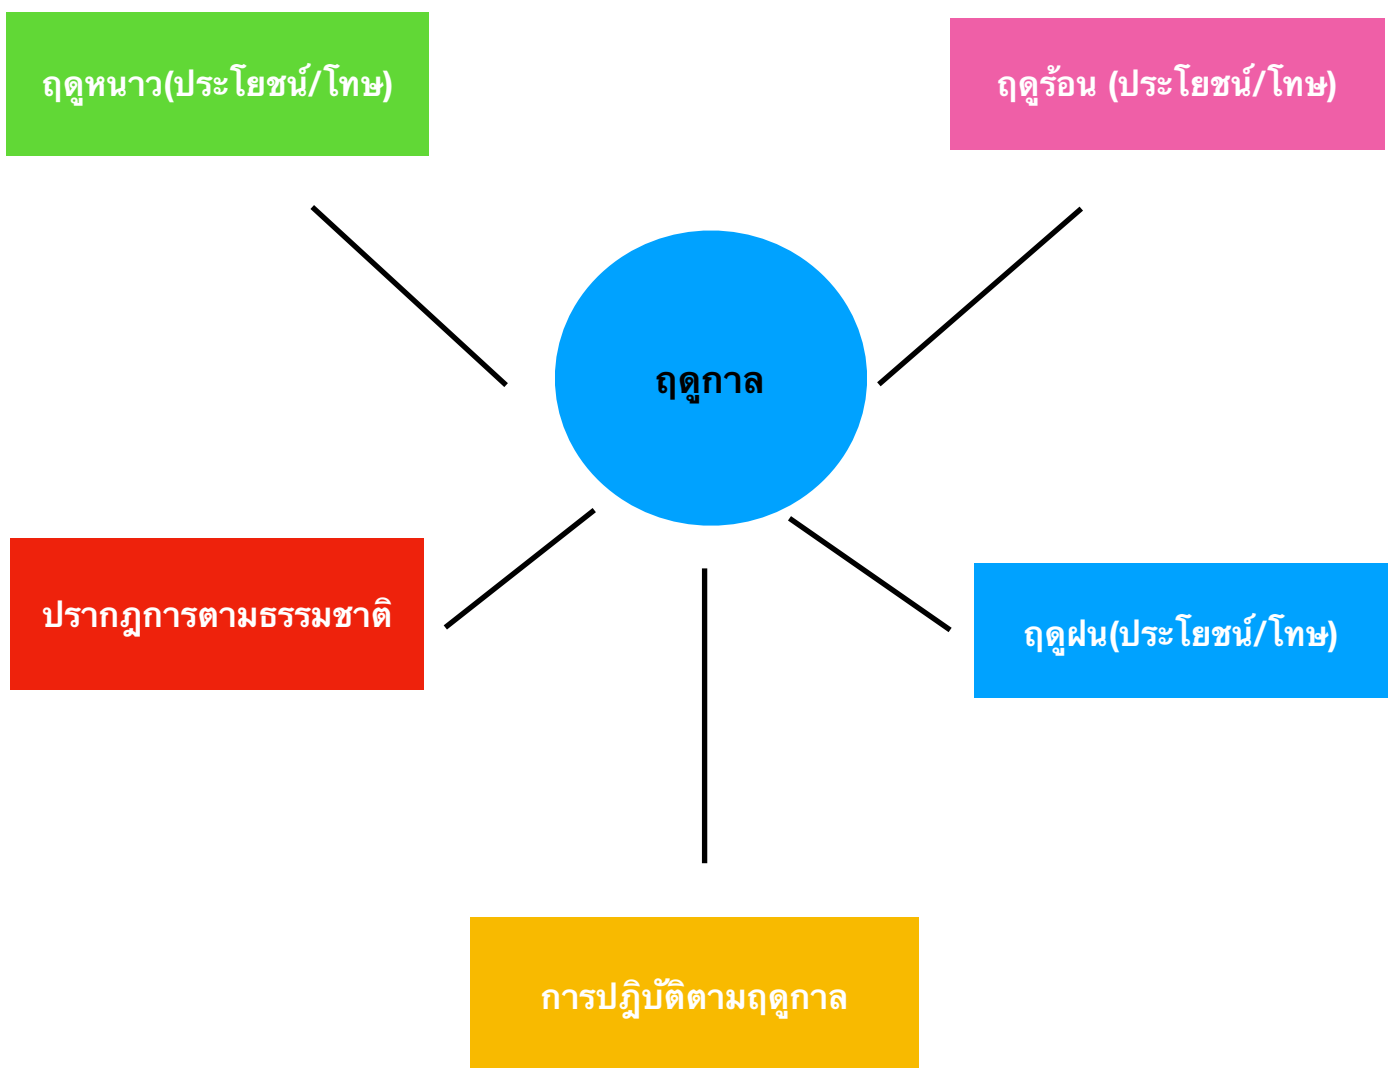 ฤดูหนาว(ประโยชน์/โทษ)
ฤดูร้อน (ประโยชน์/โทษ)
ฤดูกาล
ปรากฎการตามธรรมชาติ
ฤดูฝน(ประโยชน์/โทษ)
การปฎิบัติตามฤดูกาล